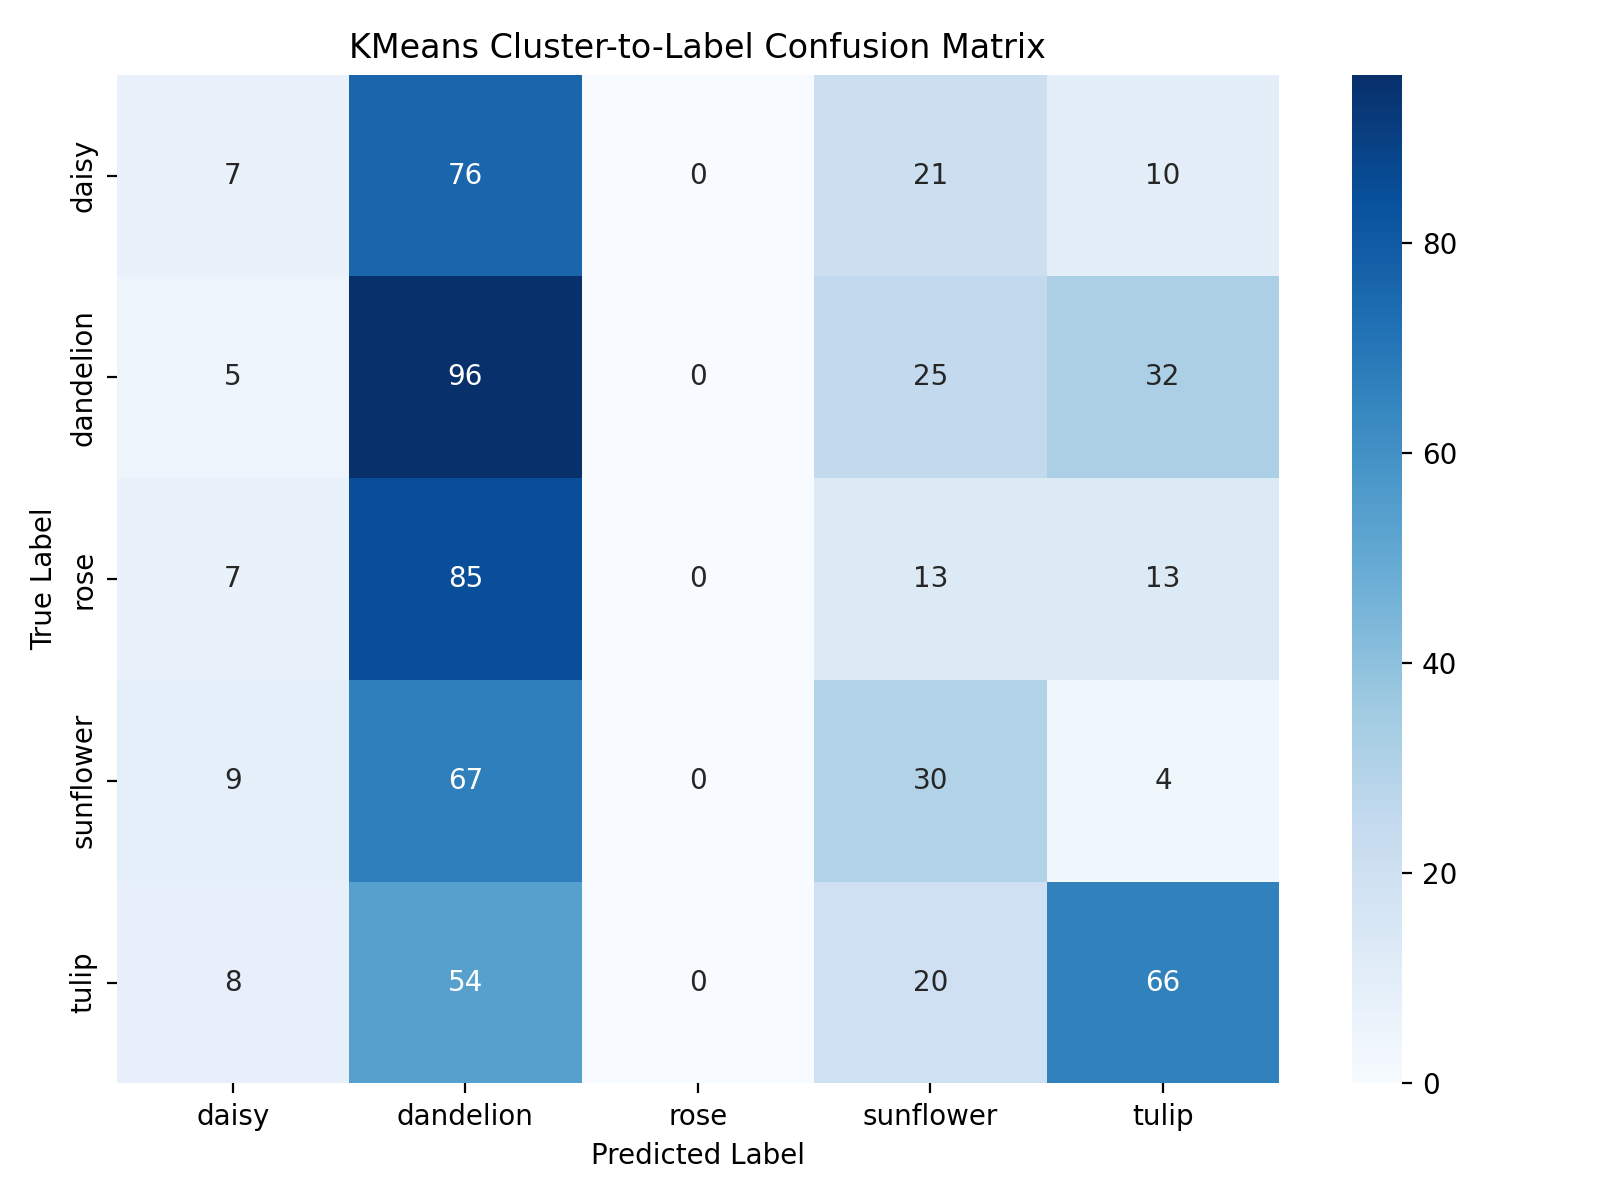 KMeans Cluster-to-Label Confusion Matrix
True Label
daisy 7 76 0 21 10
dandelion 5 96 0 25 32
rose 7 85 0 13 13
sunflower 9 67 0 30 4
tulip 8 54 0 20 66
daisy dandelion rose sunflower tulip
Predicted Label
80
60
40
20
0